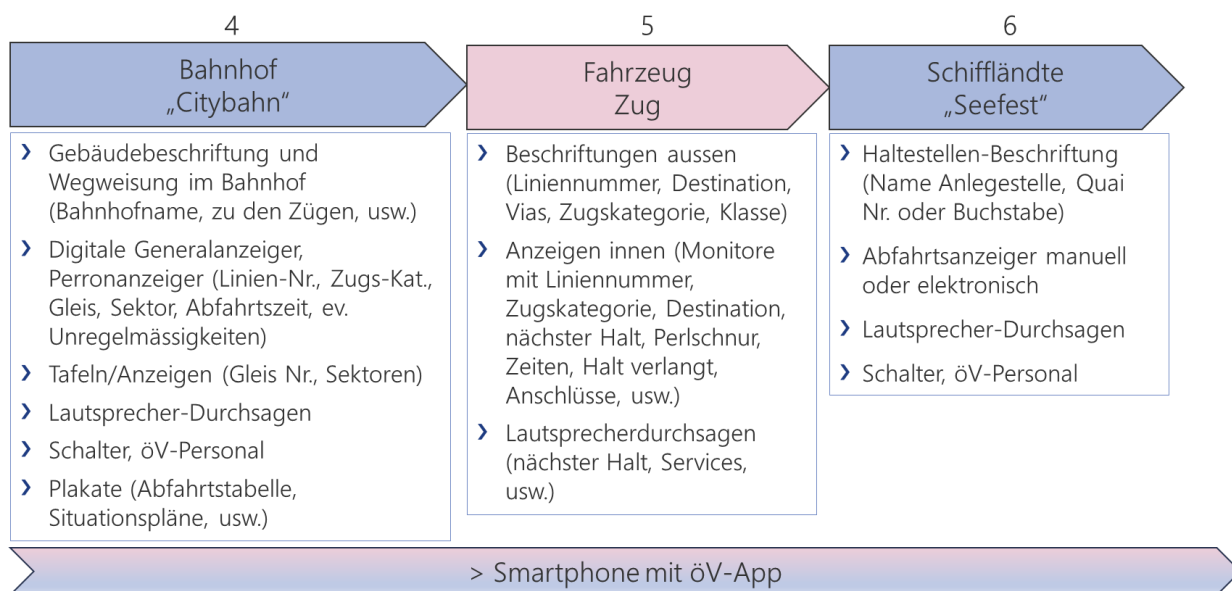 4
Bahnhof
„Citybahn“
› Gebäudebeschriftung und
Wegweisung im Bahnhof
(Bahnhofname, zu den Zügen, usw.)
› Digitale Generalanzeiger,
Perronanzeiger (Linien-Nr., Zugs-Kat.,
Gleis, Sektor, Abfahrtszeit, ev.
Unregelmässigkeiten)
› Tafeln/Anzeigen (Gleis Nr., Sektoren)
› Lautsprecher-Durchsagen
› Schalter, öV-Personal
› Plakate (Abfahrtstabelle,
Situationspläne, usw.)
5
Fahrzeug
Zug
› Beschriftungen aussen
(Liniennummer, Destination,
Vias, Zugskategorie, Klasse)
› Anzeigen innen (Monitore
mit Liniennummer,
Zugskategorie, Destination,
nächster Halt, Perlschnur,
Zeiten, Halt verlangt,
Anschlüsse, usw.)
› Lautsprecherdurchsagen
(nächster Halt, Services,
usw.)
6
Schiffländte
„Seefest“
› Haltestellen-Beschriftung
(Name Anlegestelle, Quai
Nr. oder Buchstabe)
› Abfahrtsanzeiger manuell
oder elektronisch
› Lautsprecher-Durchsagen
› Schalter, öV-Personal
> Smartphone mit öV-App